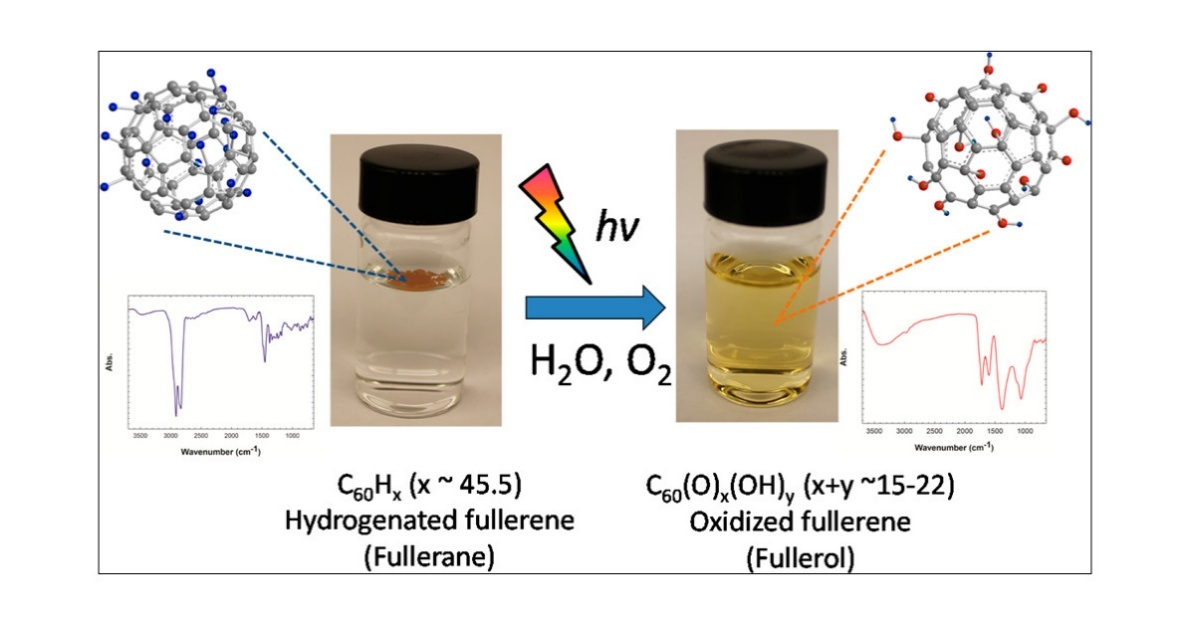 hν
H₂O, O₂
Abs.
3500 3000 2500 2000 1500 1000
Wavenumber (cm⁻¹)
Abs.
3500 3000 2500 2000 1500 1000
Wavenumber (cm⁻¹)
C₆₀Hₓ (x ~ 45.5)
Hydrogenated fullerene
(Fullerane)
C₆₀(O)ₓ(OH)ᵧ (x+y ~15-22)
Oxidized fullerene
(Fullerol)